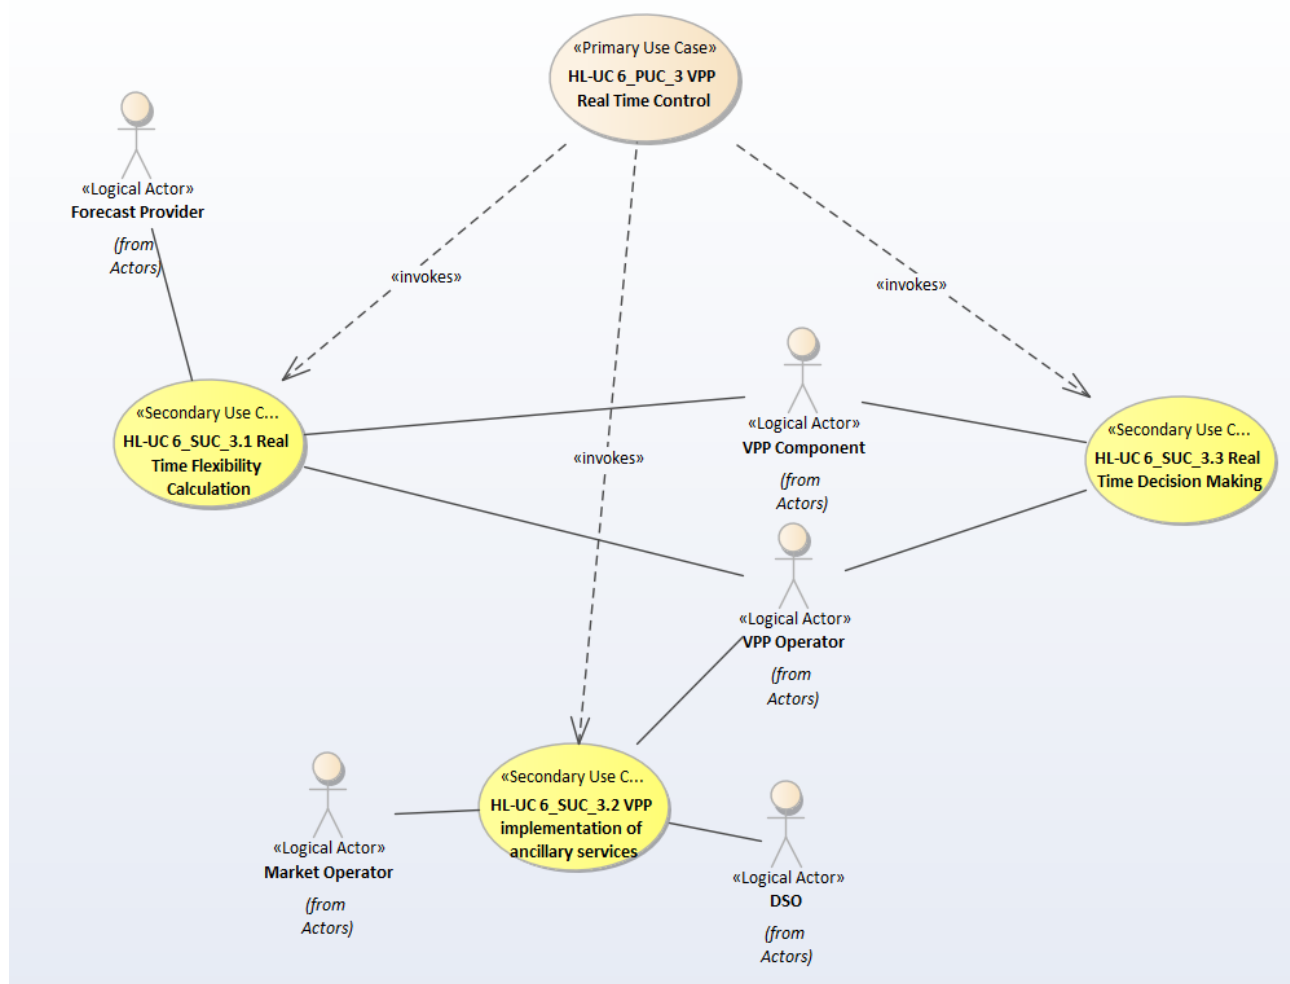 «Primary Use Case»
HL-UC 6_PUC_3 VPP
Real Time Control
«Logical Actor»
Forecast Provider
(from
Actors)
«invokes»
«invokes»
«invokes»
«Secondary Use C...
HL-UC 6_SUC_3.1 Real
Time Flexibility
Calculation
«Logical Actor»
VPP Component
(from
Actors)
«Secondary Use C...
HL-UC 6_SUC_3.3 Real
Time Decision Making
«Logical Actor»
VPP Operator
(from
Actors)
«Secondary Use C...
HL-UC 6_SUC_3.2 VPP
implementation of
ancillary services
«Logical Actor»
Market Operator
(from
Actors)
«Logical Actor»
DSO
(from
Actors)